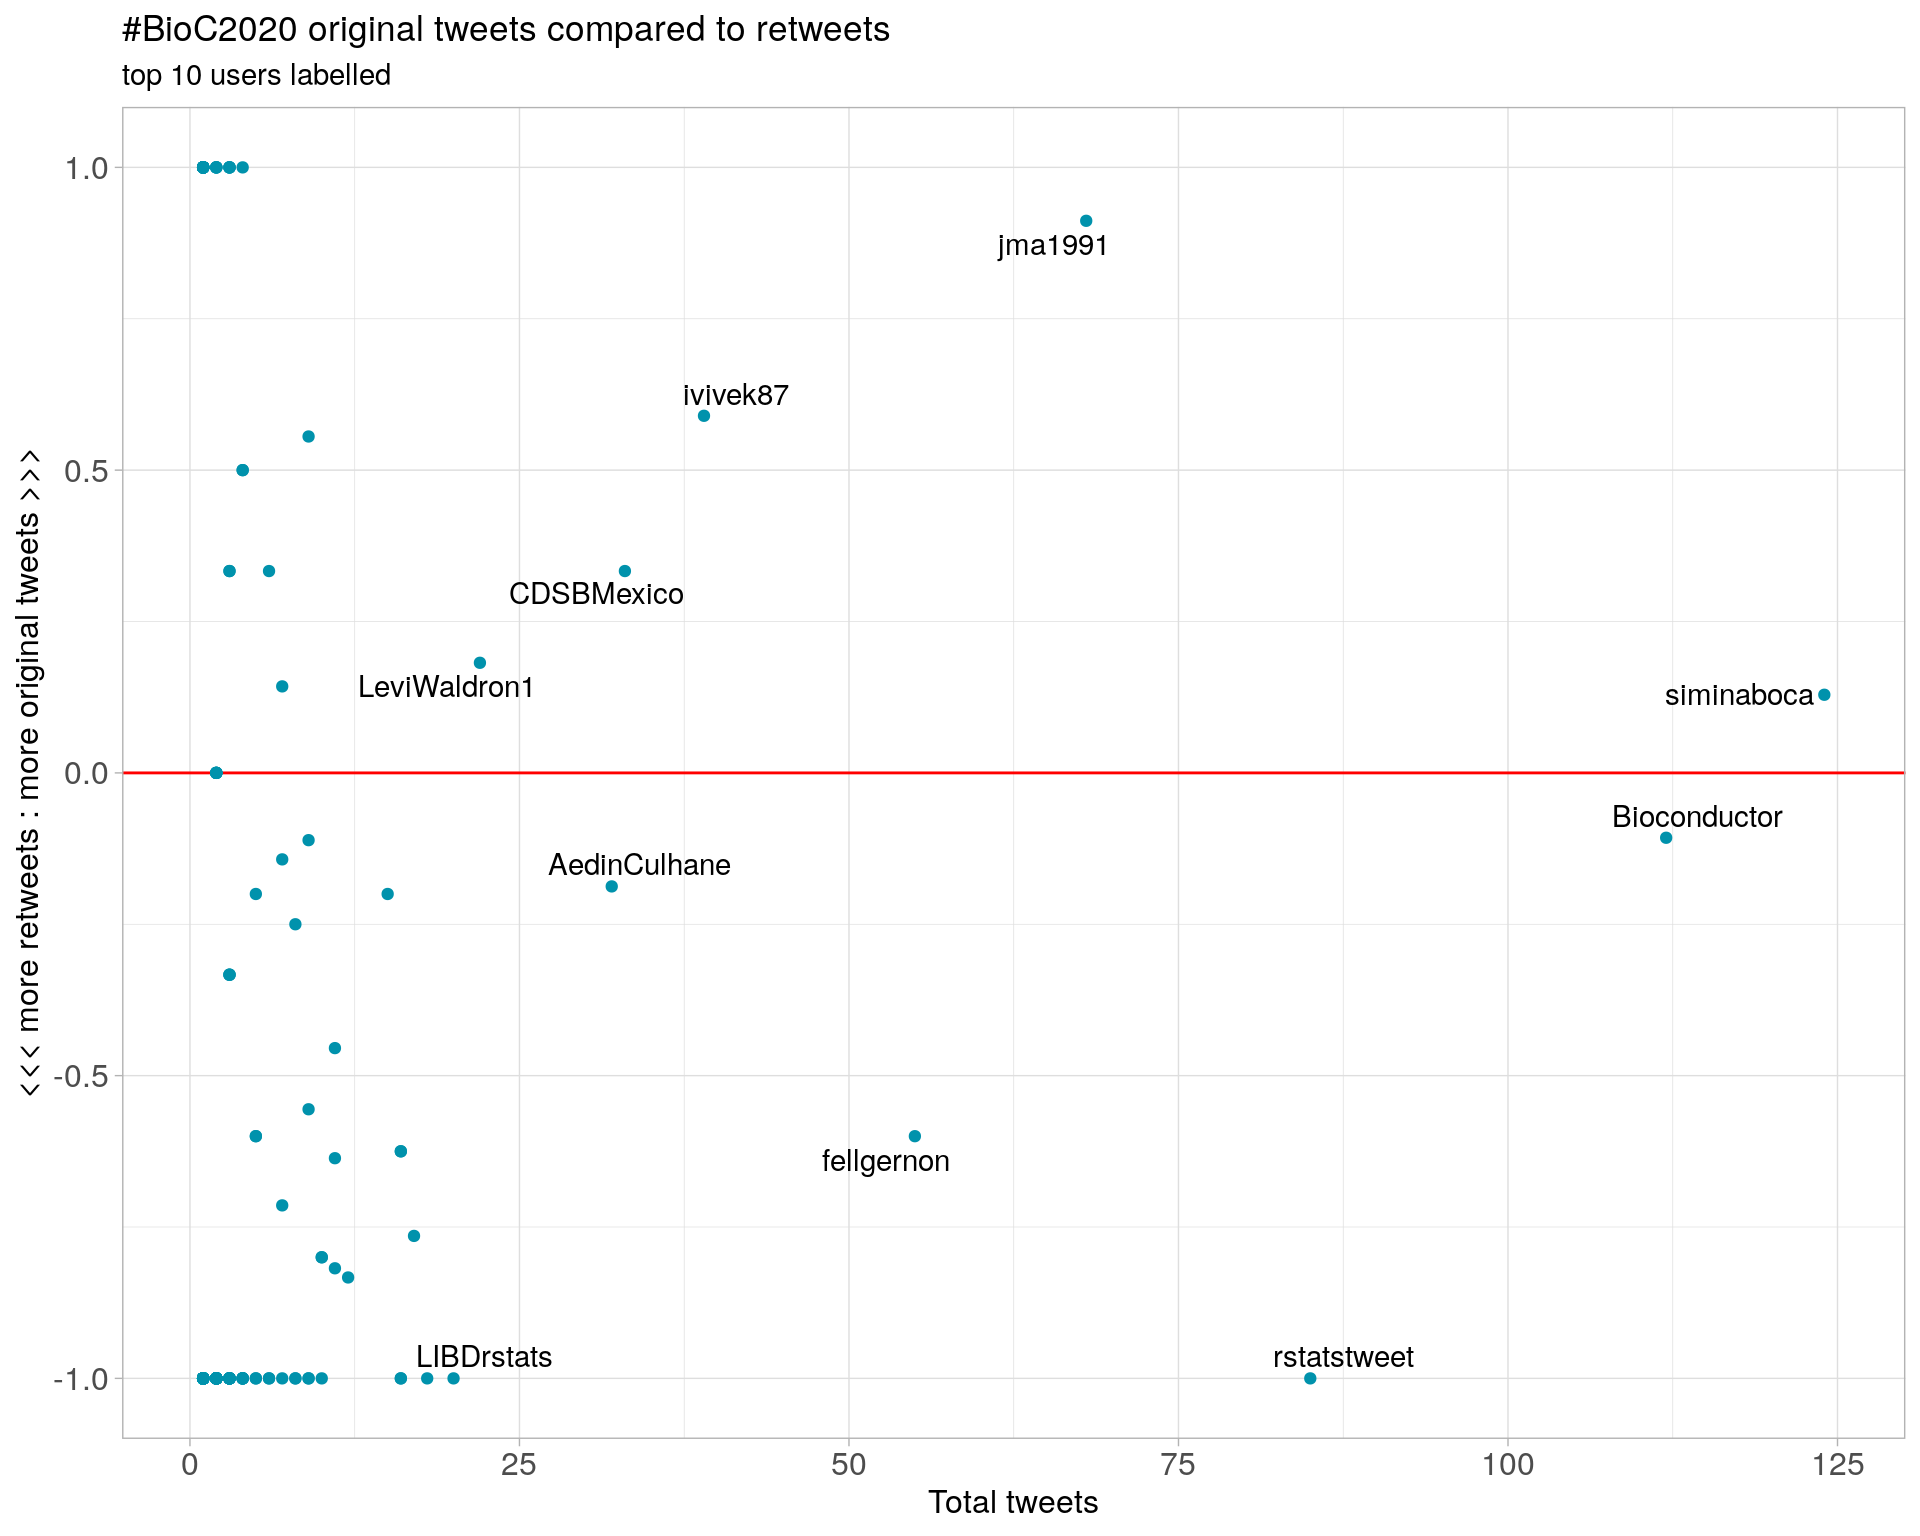 #BioC2020 original tweets compared to retweets
top 10 users labelled
<<< more retweets : more original tweets >>>
1.0
0.5
0.0
-0.5
-1.0
jma1991
ivivek87
CDSBMexico
LeviWaldron1
siminaboca
Bioconductor
AedinCulhane
fellgernon
LIBDrstats
rstatstweet
0 25 50 75 100 125
Total tweets